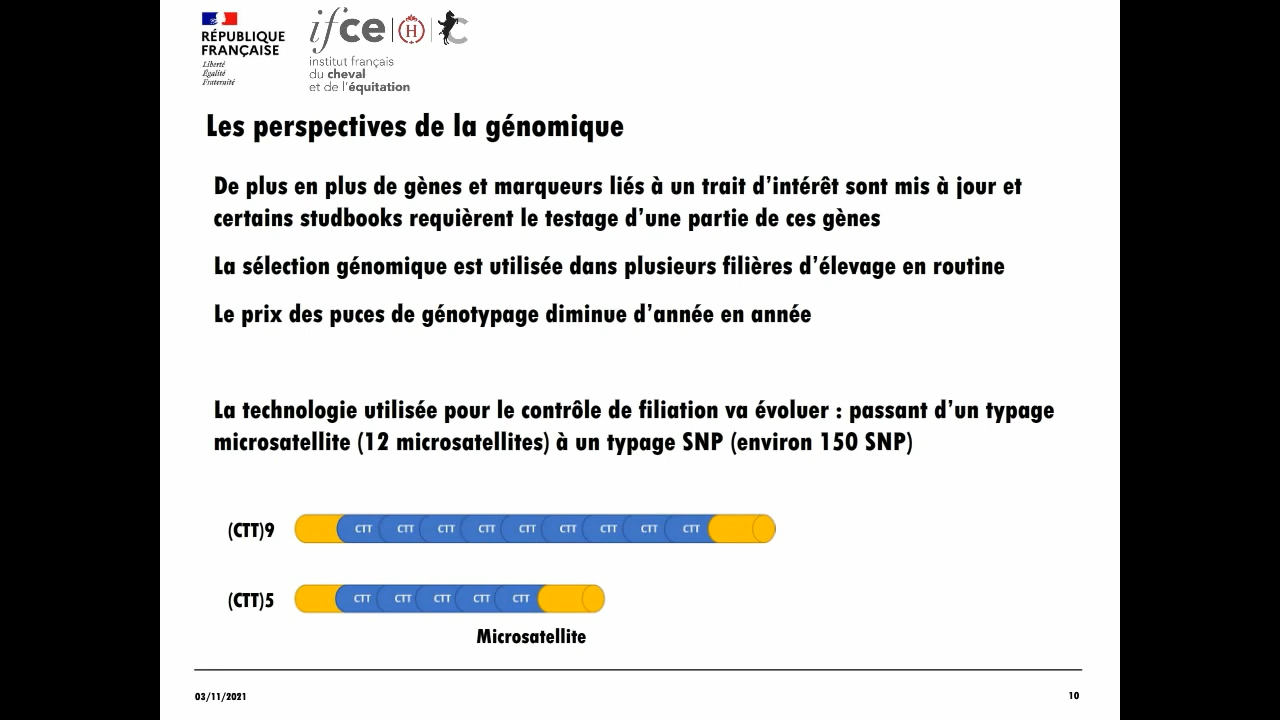 RÉPUBLIQUE
FRANÇAISE
Liberté
Égalité
Fraternité
ifce H
institut français
du cheval
et de l'équitation
Les perspectives de la génomique
De plus en plus de gènes et marqueurs liés à un trait d'intérêt sont mis à jour et
certains studbooks requièrent le testage d'une partie de ces gènes
La sélection génomique est utilisée dans plusieurs filières d'élevage en routine
Le prix des puces de génotypage diminue d'année en année
La technologie utilisée pour le contrôle de filiation va évoluer : passant d'un typage
microsatellite (12 microsatellites) à un typage SNP (environ 150 SNP)
(CTT)9 CTT CTT CTT CTT CTT CTT CTT CTT CTT
(CTT)5 CTT CTT CTT CTT CTT
Microsatellite
03/11/2021 10